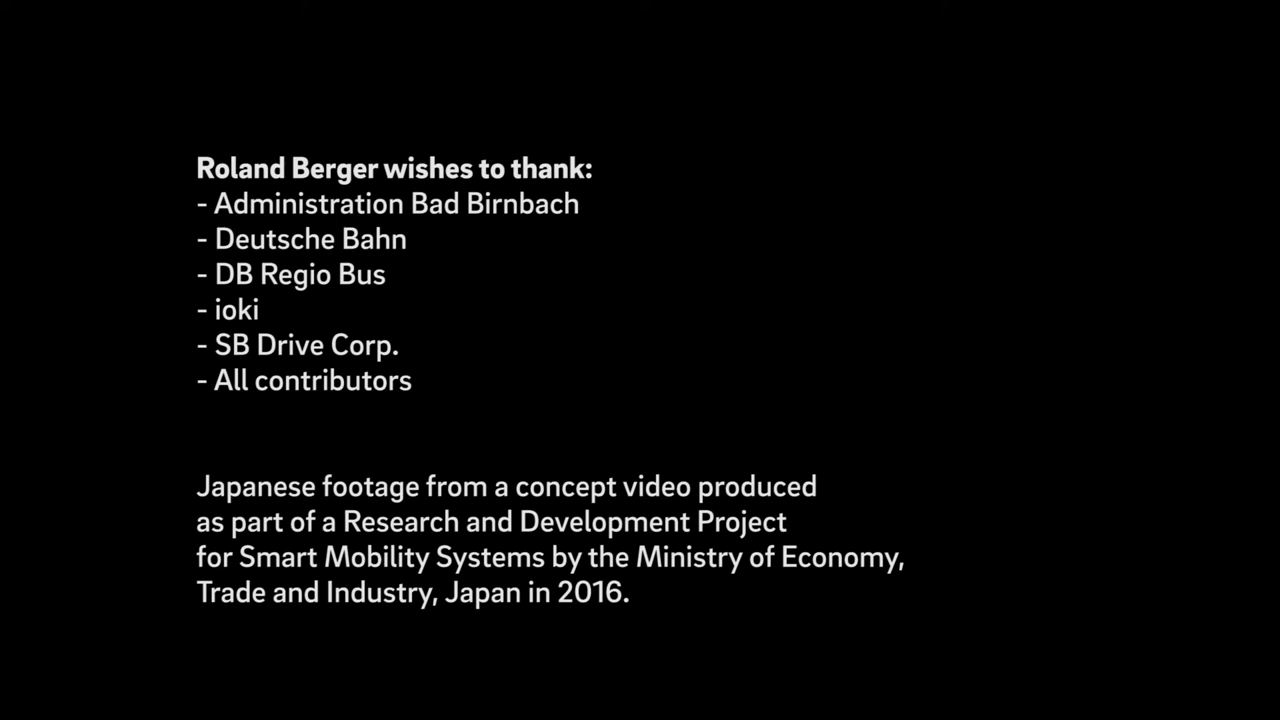 Roland Berger wishes to thank:
- Administration Bad Birnbach
- Deutsche Bahn
- DB Regio Bus
- ioki
- SB Drive Corp.
- All contributors
Japanese footage from a concept video produced
as part of a Research and Development Project
for Smart Mobility Systems by the Ministry of Economy,
Trade and Industry, Japan in 2016.